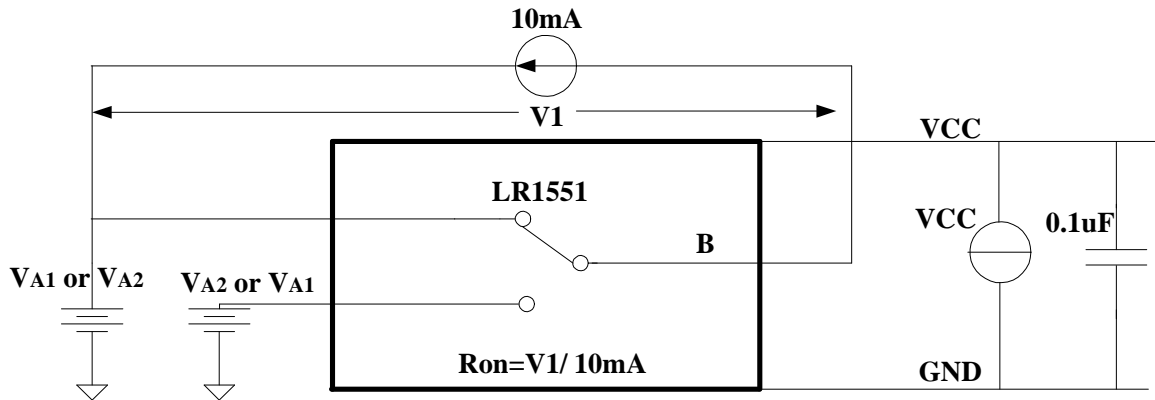 10mA
V1
VCC
LR1551
VCC
0.1uF
B
VA1 or VA2
VA2 or VA1
Ron=V1/ 10mA
GND